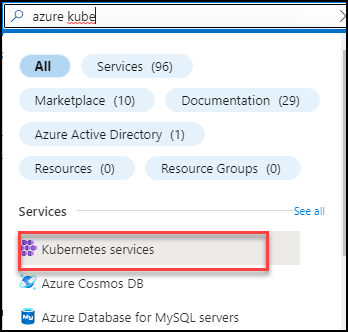 azure kube
All Services (96)
Marketplace (10) Documentation (29)
Azure Active Directory (1)
Resources (0) Resource Groups (0)
Services See all
Kubernetes services
Azure Cosmos DB
My
Azure Database for MySQL servers